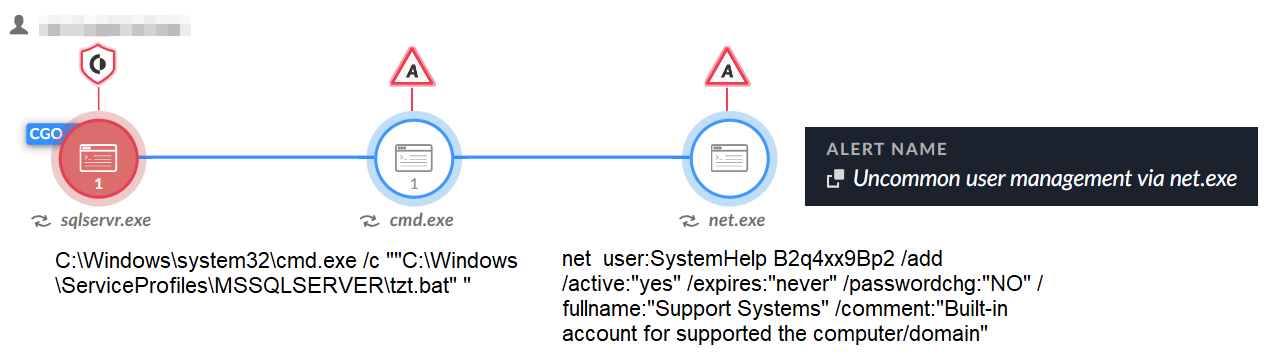 CGO
1
1
sqlservr.exe
cmd.exe
net.exe
ALERT NAME
Uncommon user management via net.exe
C:\Windows\system32\cmd.exe /c ""C:\Windows
\ServiceProfiles\MSSQLSERVER\tzt.bat" "
net  user:SystemHelp B2q4xx9Bp2 /add
/active:"yes" /expires:"never" /passwordchg:"NO" /
fullname:"Support Systems" /comment:"Built-in
account for supported the computer/domain"